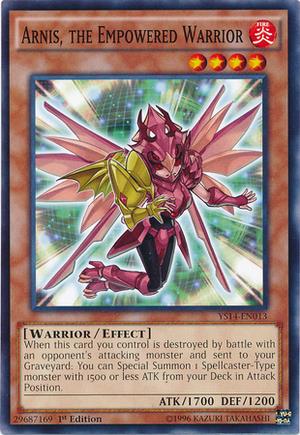 Arnis, the Empowered Warrior
FIRE
炎
YS14-EN013
[Warrior / Effect]
When this card you control is destroyed by battle with
an opponent's attacking monster and sent to your
Graveyard: You can Special Summon 1 Spellcaster-Type
monster with 1500 or less ATK from your Deck in Attack
Position.
ATK/1700 DEF/1200
29687169 1st Edition ©1996 KAZUKI TAKAHASHI